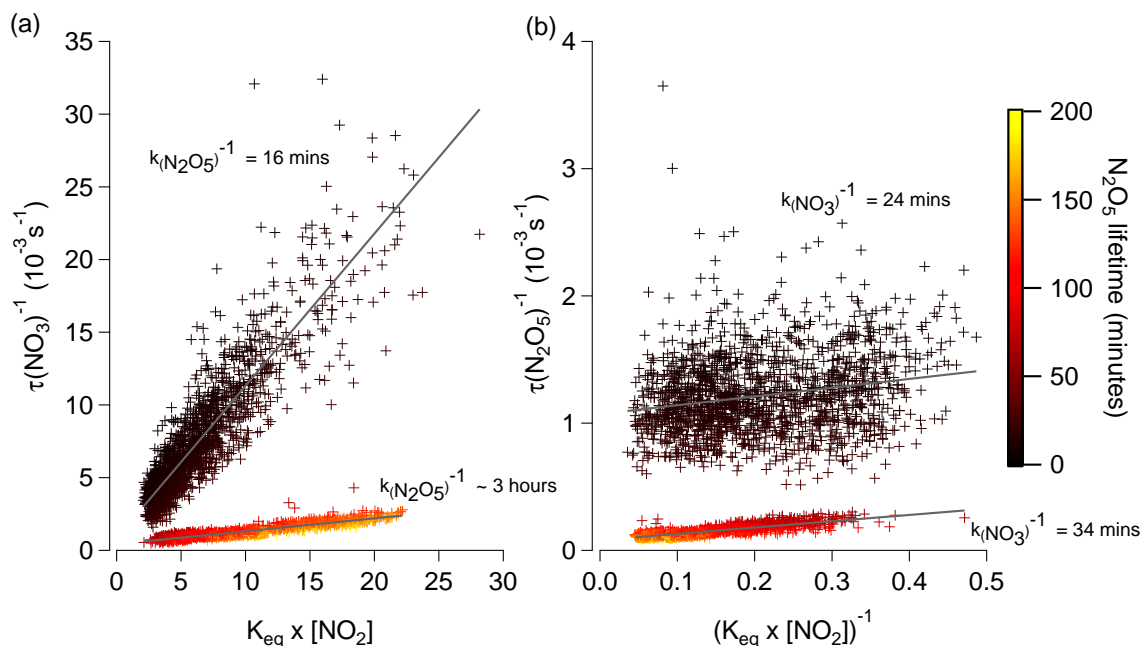 (a)
35
30
25
20
15
10
5
0
τ(NO₃)⁻¹ (10⁻³ s⁻¹)
k(N₂O₅)⁻¹ = 16 mins
k(N₂O₅)⁻¹ ~ 3 hours
0 5 10 15 20 25 30
K_eq x [NO₂]
(b)
4
3
2
1
0
τ(N₂O₅)⁻¹ (10⁻³ s⁻¹)
k(NO₃)⁻¹ = 24 mins
k(NO₃)⁻¹ = 34 mins
0.0 0.1 0.2 0.3 0.4 0.5
(K_eq x [NO₂])⁻¹
200
150
100
50
0
N₂O₅ lifetime (minutes)